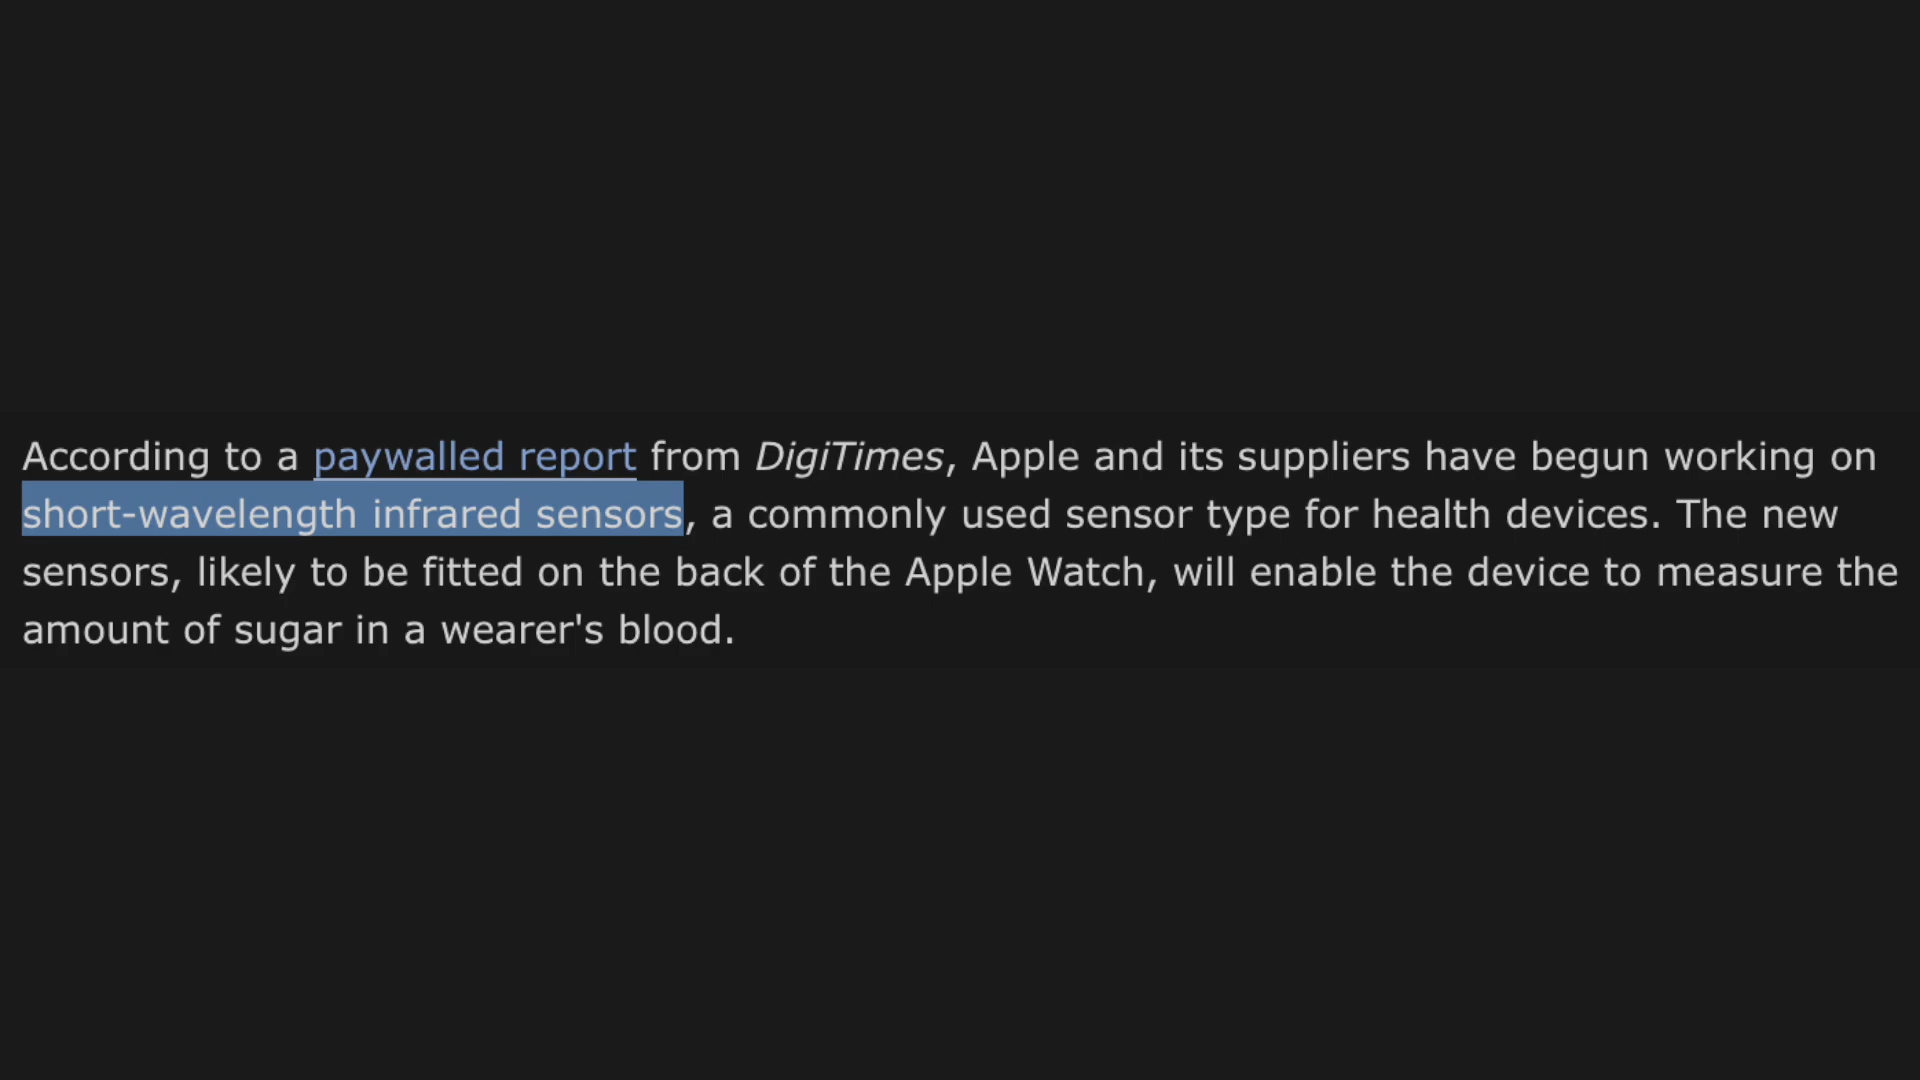 According to a paywalled report from DigiTimes, Apple and its suppliers have begun working on
short-wavelength infrared sensors, a commonly used sensor type for health devices. The new
sensors, likely to be fitted on the back of the Apple Watch, will enable the device to measure the
amount of sugar in a wearer's blood.